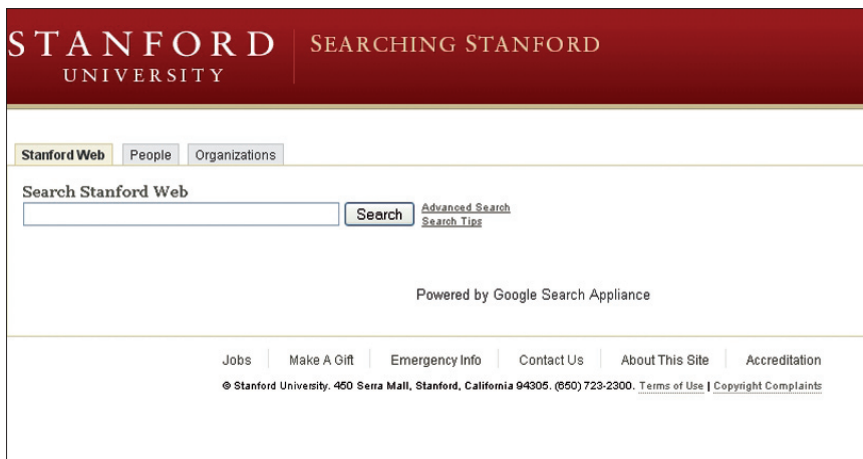 STANFORD
UNIVERSITY
SEARCHING STANFORD
Stanford Web People Organizations
Search Stanford Web
Search
Advanced Search
Search Tips
Powered by Google Search Appliance
Jobs Make A Gift Emergency Info Contact Us About This Site Accreditation
© Stanford University. 450 Serra Mall, Stanford, California 94305. (650) 723-2300. Terms of Use | Copyright Complaints